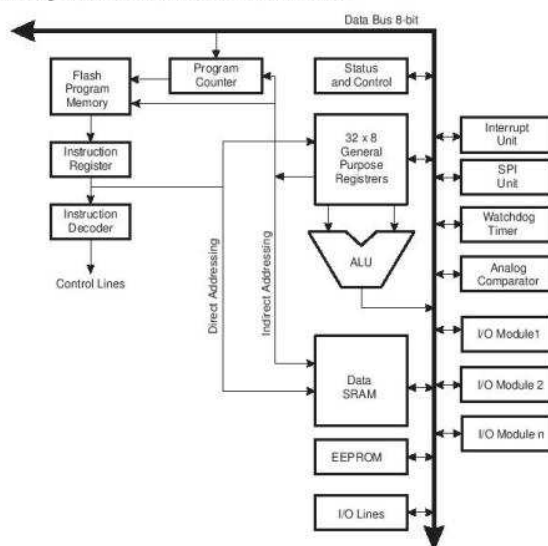 Data Bus 8-bit
Flash
Program
Memory
Program
Counter
Status
and Control
Instruction
Register
32 x 8
General
Purpose
Registrers
Interrupt
Unit
SPI
Unit
Instruction
Decoder
Watchdog
Timer
ALU
Control Lines
Direct Addressing
Indirect Addressing
Analog
Comparator
I/O Module1
Data
SRAM
I/O Module 2
I/O Module n
EEPROM
I/O Lines